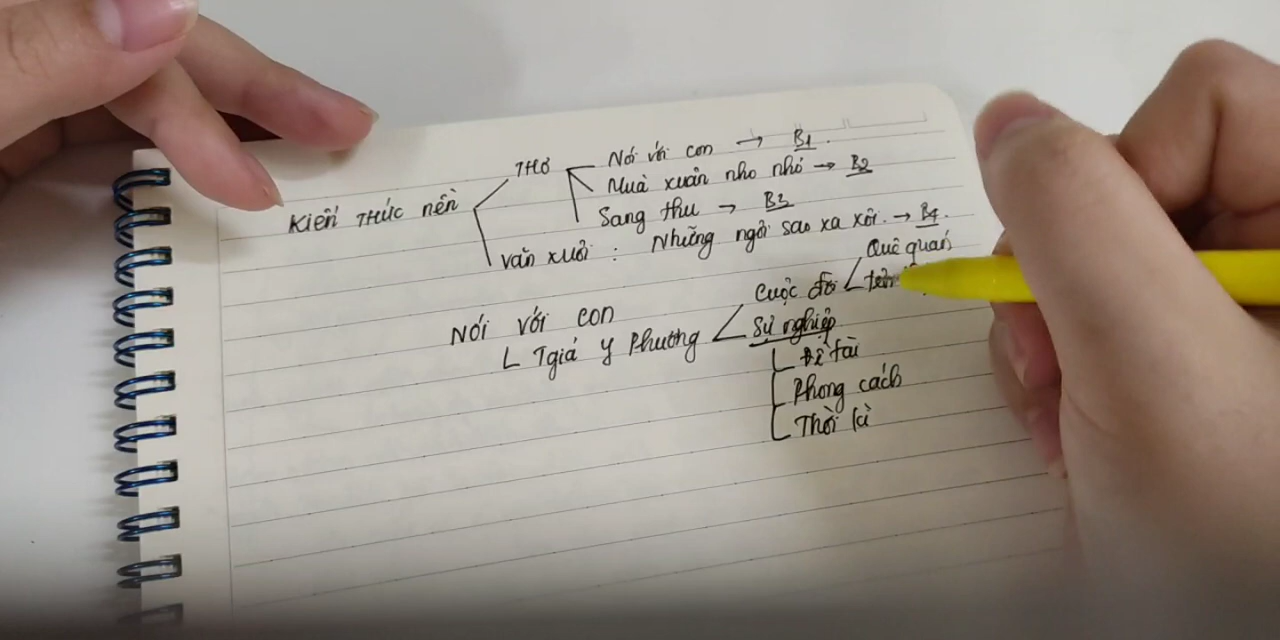 Kiến thức nền
Thơ
Nói với con → B1.
Mùa xuân nho nhỏ → B2
Sang thu → B3
Văn xuôi : Những ngôi sao xa xôi → B4.
Nói với con
Tgiả Y Phương
Cuộc đời
Quê quán
tên
Sự nghiệp
Đề tài
Phong cách
Thời kì